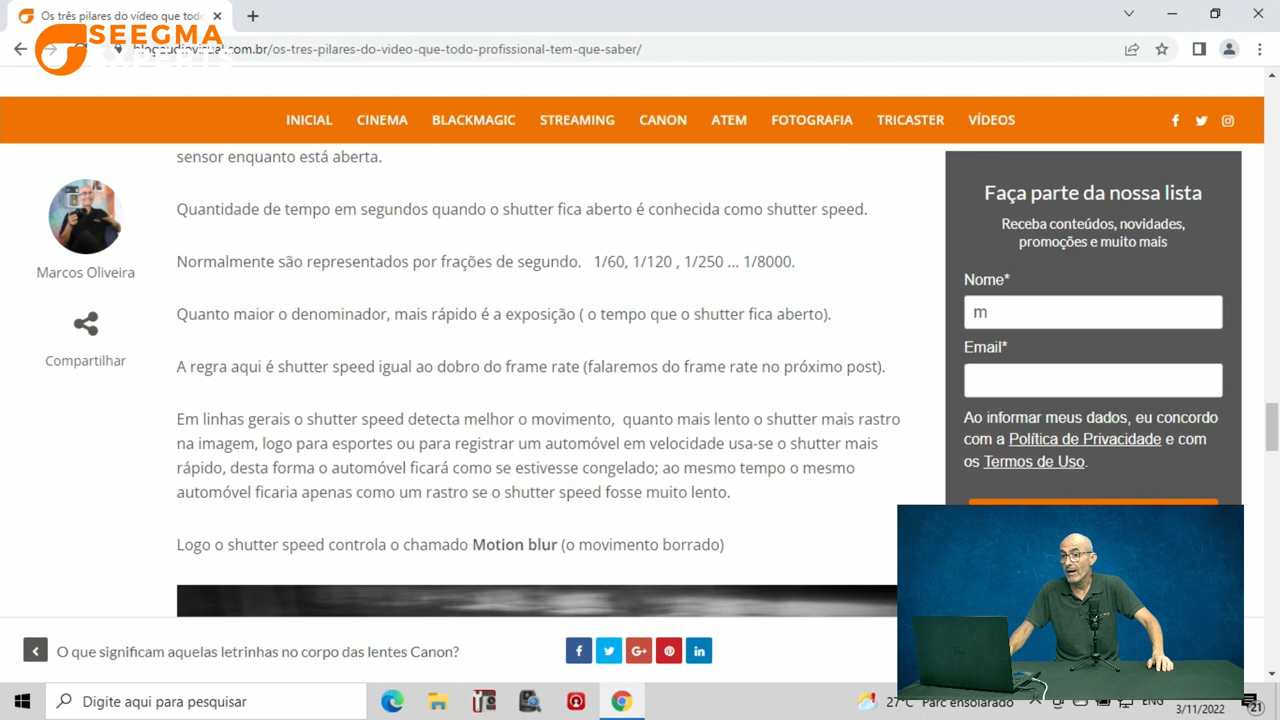 Os três pilares do vídeo que tod
SEEGMA
blogaudiovisual.com.br/os-tres-pilares-do-video-que-todo-profissional-tem-que-saber/
INICIAL CINEMA BLACKMAGIC STREAMING CANON ATEM FOTOGRAFIA TRICASTER VÍDEOS
sensor enquanto está aberta.
Quantidade de tempo em segundos quando o shutter fica aberto é conhecida como shutter speed.
Normalmente são representados por frações de segundo. 1/60, 1/120 , 1/250 ... 1/8000.
Quanto maior o denominador, mais rápido é a exposição ( o tempo que o shutter fica aberto).
A regra aqui é shutter speed igual ao dobro do frame rate (falaremos do frame rate no próximo post).
Em linhas gerais o shutter speed detecta melhor o movimento, quanto mais lento o shutter mais rastro
na imagem, logo para esportes ou para registrar um automóvel em velocidade usa-se o shutter mais
rápido, desta forma o automóvel ficará como se estivesse congelado; ao mesmo tempo o mesmo
automóvel ficaria apenas como um rastro se o shutter speed fosse muito lento.
Logo o shutter speed controla o chamado Motion blur (o movimento borrado)
Marcos Oliveira
Compartilhar
Faça parte da nossa lista
Receba conteúdos, novidades,
promoções e muito mais
Nome*
m
Email*
Ao informar meus dados, eu concordo
com a Política de Privacidade e com
os Termos de Uso.
O que significam aquelas letrinhas no corpo das lentes Canon?
Digite aqui para pesquisar
27°C Parc ensolarado
ENG
3/11/2022
21